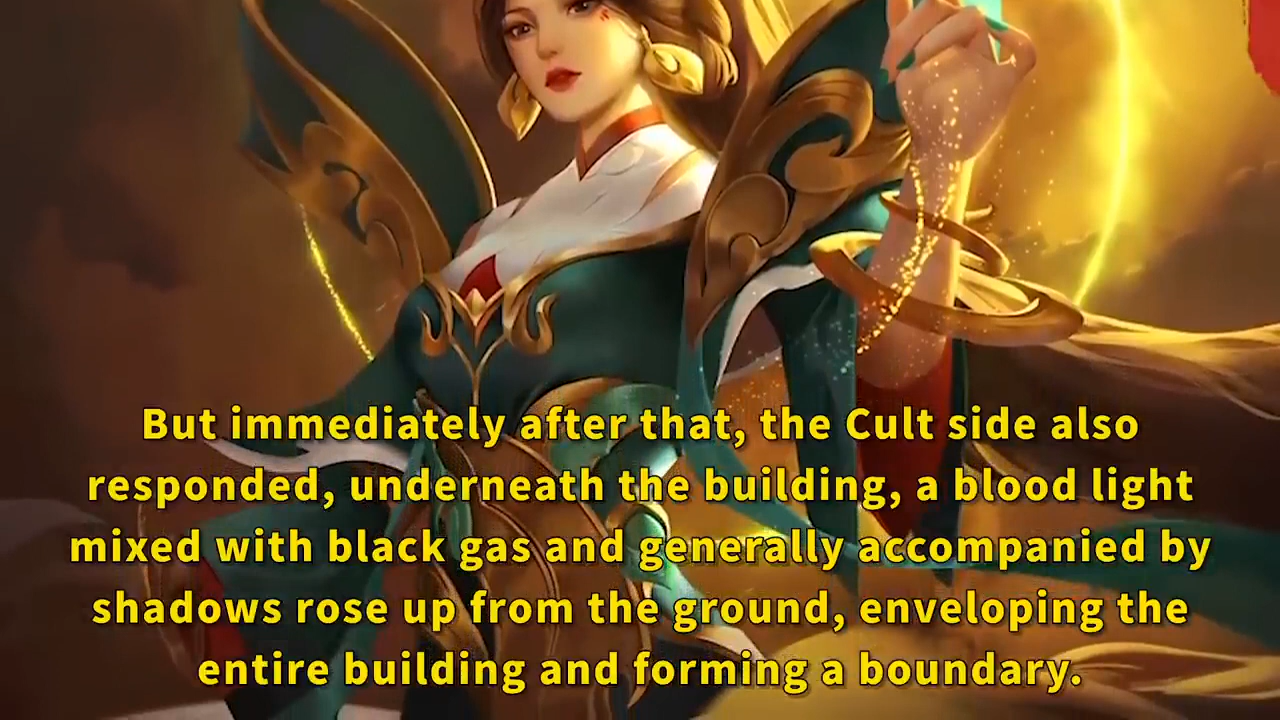 But immediately after that, the Cult side also
responded, underneath the building, a blood light
mixed with black gas and generally accompanied by
shadows rose up from the ground, enveloping the
entire building and forming a boundary.